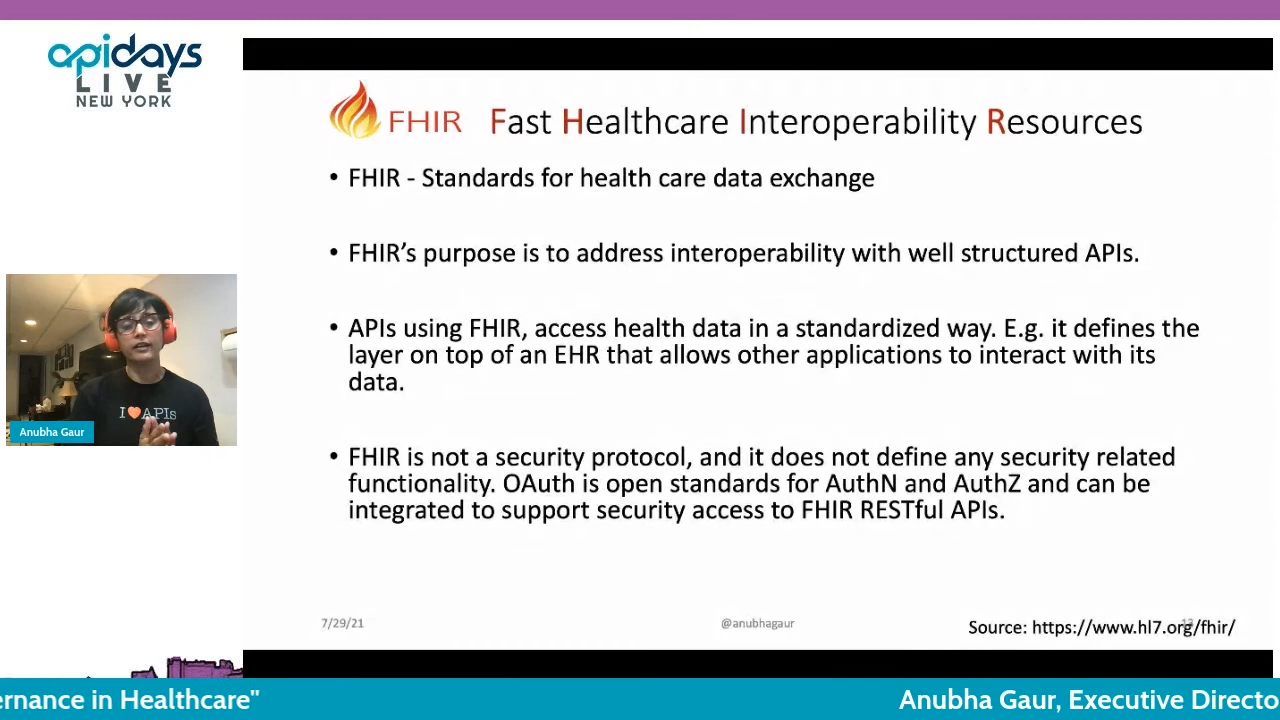 apidays
LIVE
NEW YORK
FHIR Fast Healthcare Interoperability Resources
• FHIR - Standards for health care data exchange
• FHIR’s purpose is to address interoperability with well structured APIs.
• APIs using FHIR, access health data in a standardized way. E.g. it defines the
layer on top of an EHR that allows other applications to interact with its
data.
• FHIR is not a security protocol, and it does not define any security related
functionality. OAuth is open standards for AuthN and AuthZ and can be
integrated to support security access to FHIR RESTful APIs.
I APIs
Anubha Gaur
7/29/21
@anubhagaur
Source: https://www.hl7.org/fhir/
ernance in Healthcare"
Anubha Gaur, Executive Directo